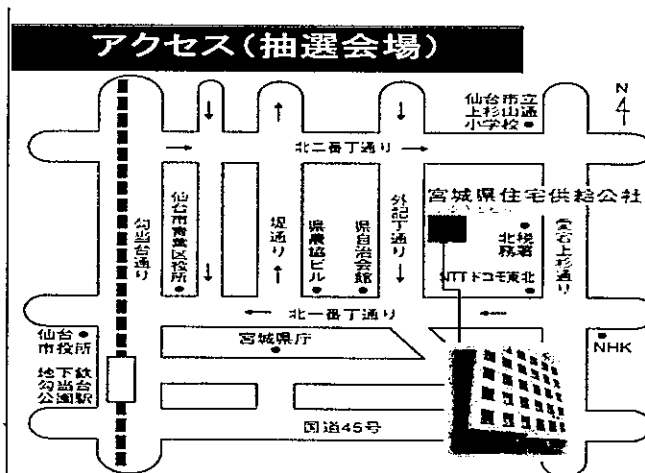 アクセス(抽選会場)
N
仙台市立
上杉山通
小学校
北二番丁通り
宮城県住宅供給公社
勾当台通り
仙台市青葉区役所
堤通り
県農協ビル
県自治会館
外記丁通り
北税
務署
NTTドコモ東北
愛宕上杉通り
北一番丁通り
仙台
市役所
宮城県庁
NHK
地下鉄
勾当台
公園駅
国道45号